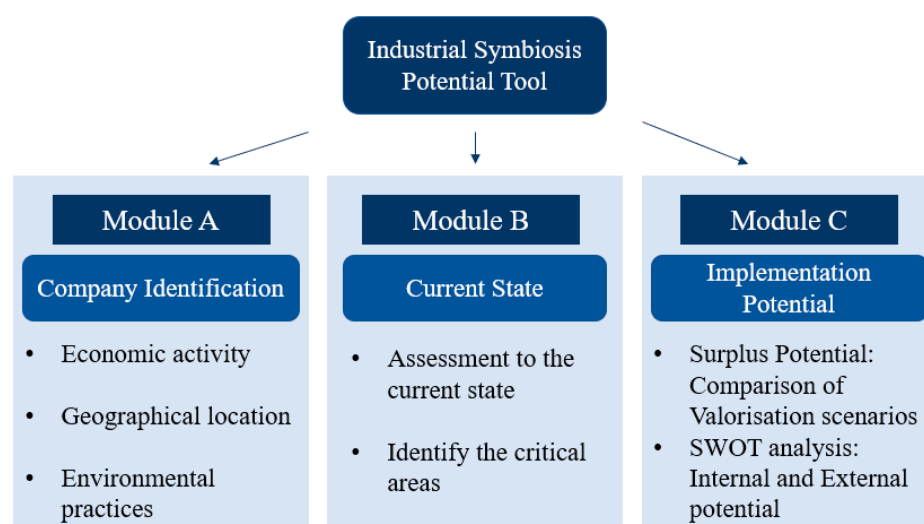 Industrial Symbiosis
Potential Tool
Module A
Company Identification
• Economic activity
• Geographical location
• Environmental
practices
Module B
Current State
• Assessment to the
current state
• Identify the critical
areas
Module C
Implementation
Potential
• Surplus Potential:
Comparison of
Valorisation scenarios
• SWOT analysis:
Internal and External
potential